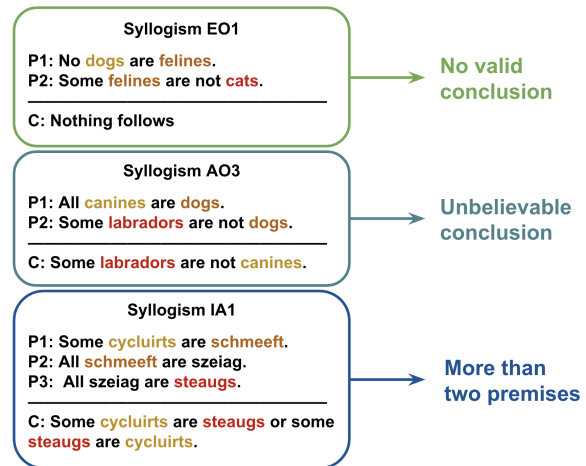 Syllogism EO1
P1: No dogs are felines.
P2: Some felines are not cats.
C: Nothing follows
No valid
conclusion
Syllogism AO3
P1: All canines are dogs.
P2: Some labradors are not dogs.
C: Some labradors are not canines.
Unbelievable
conclusion
Syllogism IA1
P1: Some cycluirts are schmeeft.
P2: All schmeeft are szeiag.
P3: All szeiag are steaugs.
C: Some cycluirts are steaugs or some
steaugs are cycluirts.
More than
two premises